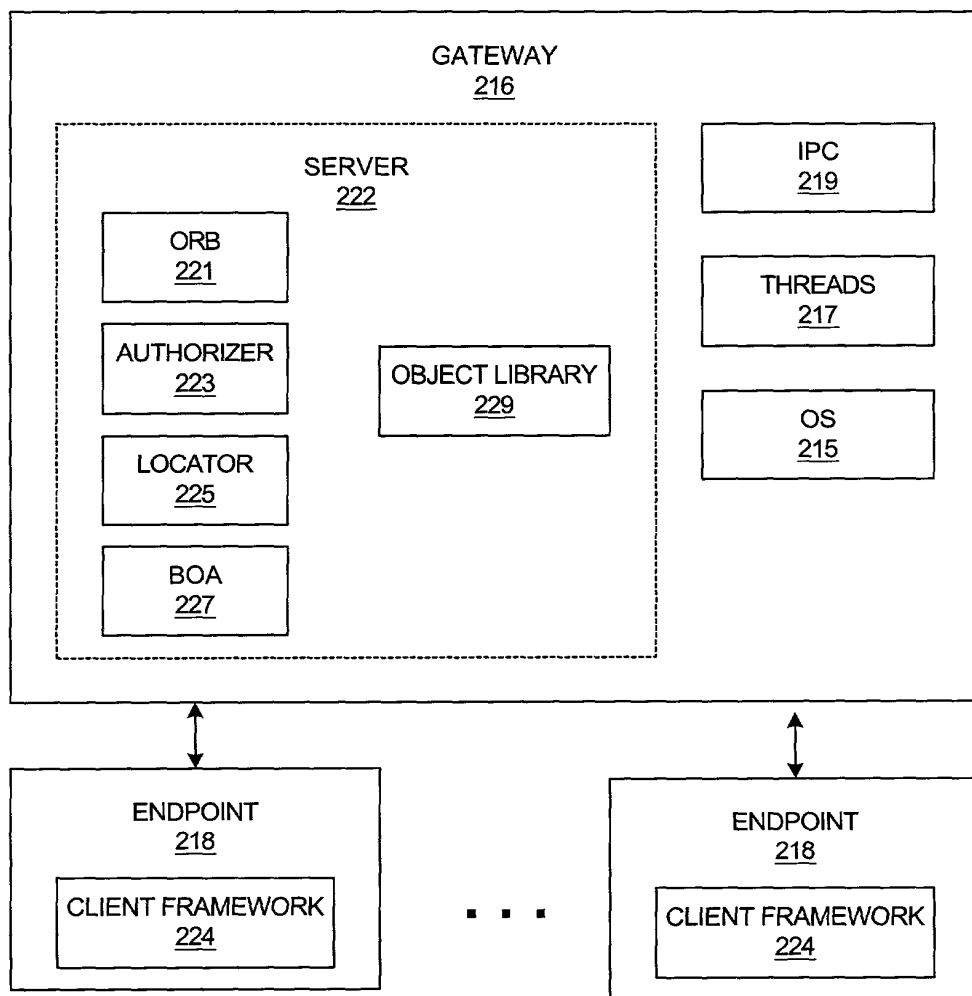 GATEWAY
216
SERVER
222
ORB
221
AUTHORIZER
223
LOCATOR
225
BOA
227
OBJECT LIBRARY
229
IPC
219
THREADS
217
OS
215
ENDPOINT
218
CLIENT FRAMEWORK
224
ENDPOINT
218
CLIENT FRAMEWORK
224